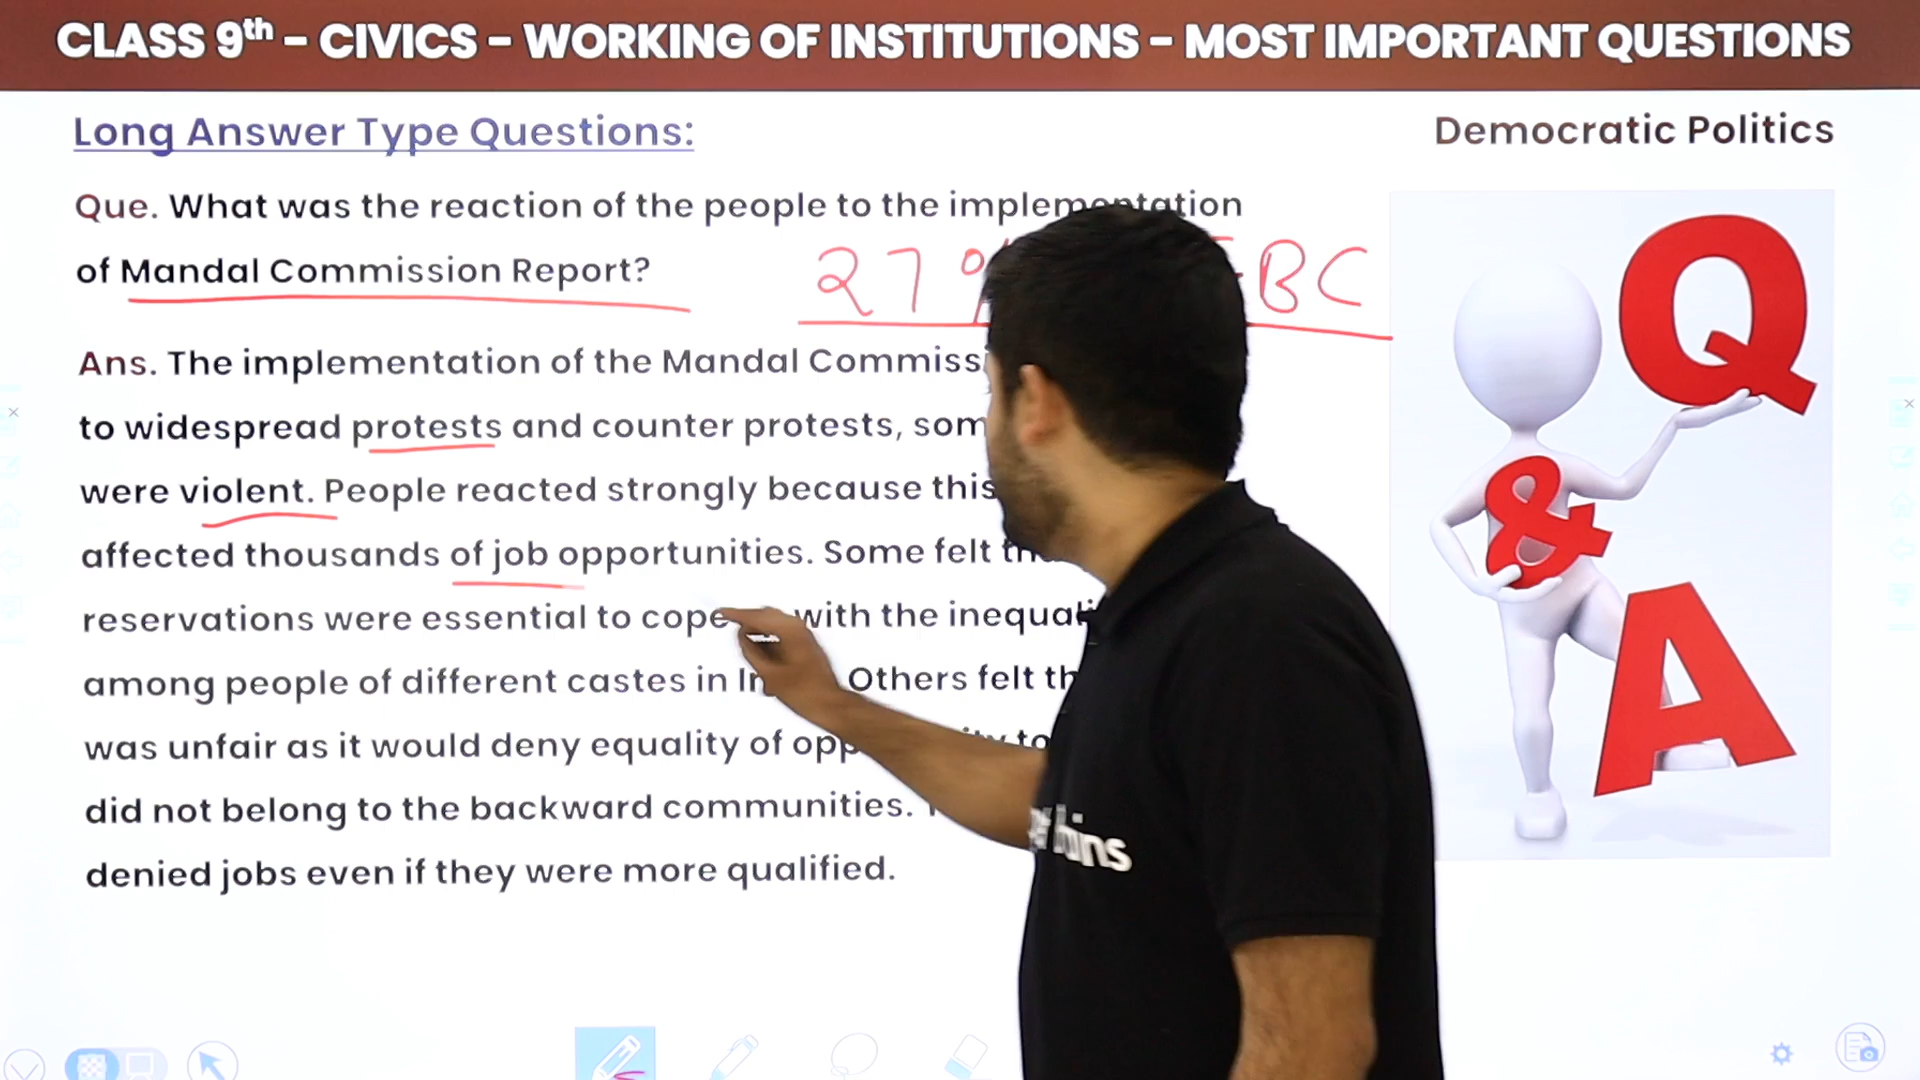 CLASS 9th - CIVICS - WORKING OF INSTITUTIONS - MOST IMPORTANT QUESTIONS
Long Answer Type Questions:
Democratic Politics
Que. What was the reaction of the people to the implementation
of Mandal Commission Report?
27% BC
Ans. The implementation of the Mandal
to widespread protests and counter protests,
were violent. People reacted strongly because this
affected thousands of job opportunities. Some felt
reservations were essential to cope with the
among people of different castes in Others felt
was unfair as it would deny equality of to
did not belong to the backward communities.
denied jobs even if they were more qualified.
Q
&
A